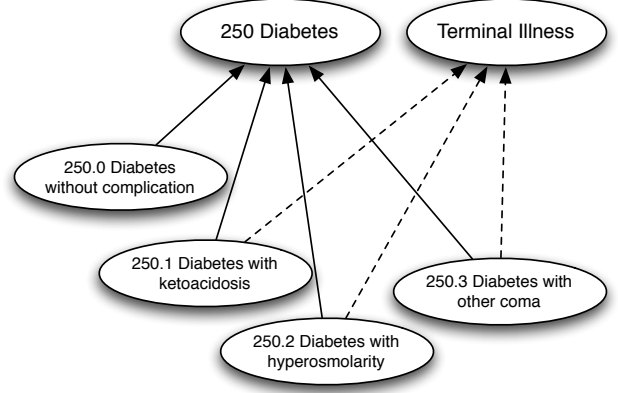 250 Diabetes
Terminal Illness
250.0 Diabetes
without complication
250.1 Diabetes with
ketoacidosis
250.3 Diabetes with
other coma
250.2 Diabetes with
hyperosmolarity